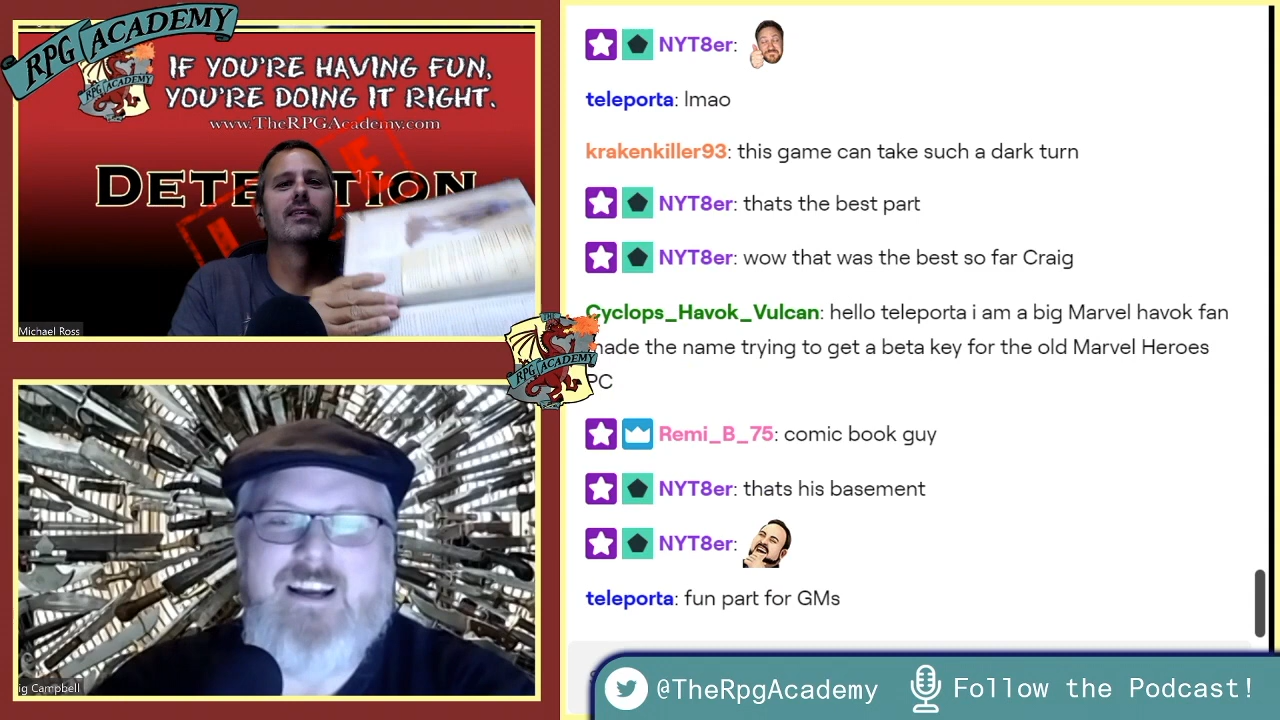 RPG ACADEMY
RPG ACADEMY
IF YOU'RE HAVING FUN,
YOU'RE DOING IT RIGHT.
www.TheRPGAcademy.com
Michael Ross
ig Campbell
RPG ACADEMY
NYT8er:
teleporta: lmao
krakenkiller93: this game can take such a dark turn
NYT8er: thats the best part
NYT8er: wow that was the best so far Craig
Cyclops_Havok_Vulcan: hello teleporta i am a big Marvel havok fan
made the name trying to get a beta key for the old Marvel Heroes
PC
Remi_B_75: comic book guy
NYT8er: thats his basement
NYT8er:
teleporta: fun part for GMs
@TheRpgAcademy Follow the Podcast!